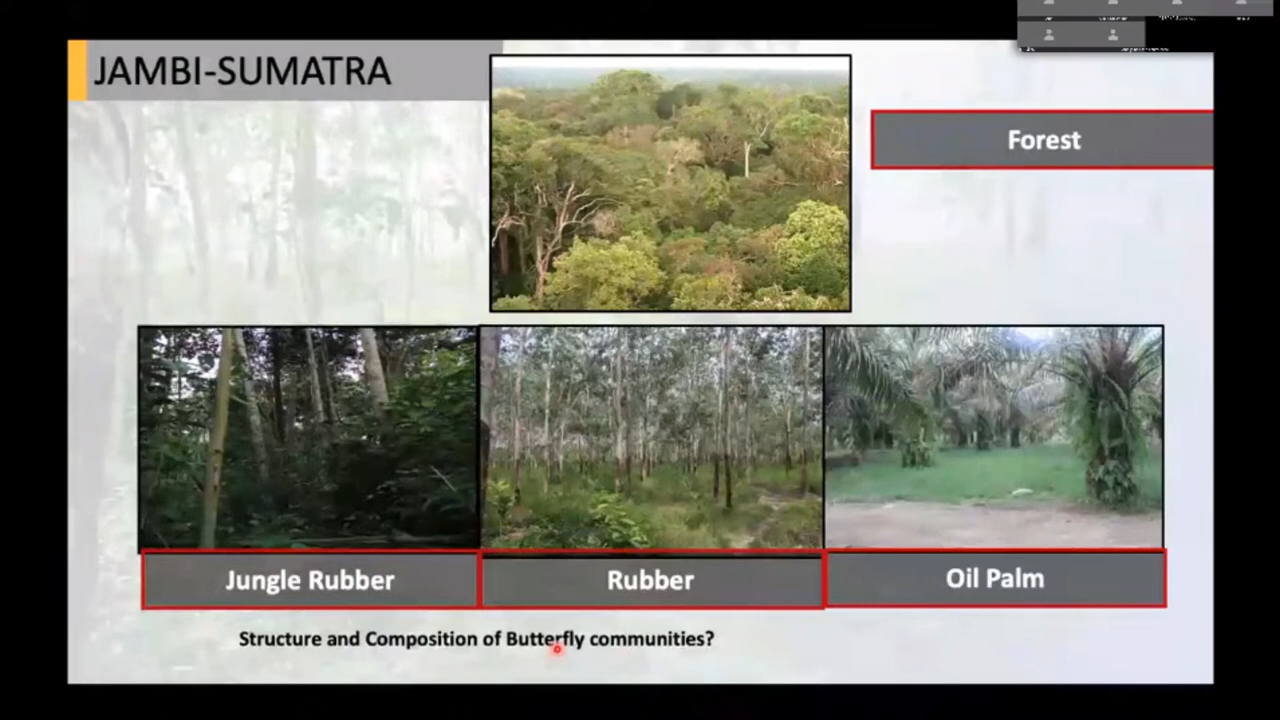 JAMBI-SUMATRA
Forest
Jungle Rubber
Rubber
Oil Palm
Structure and Composition of Butterfly communities?